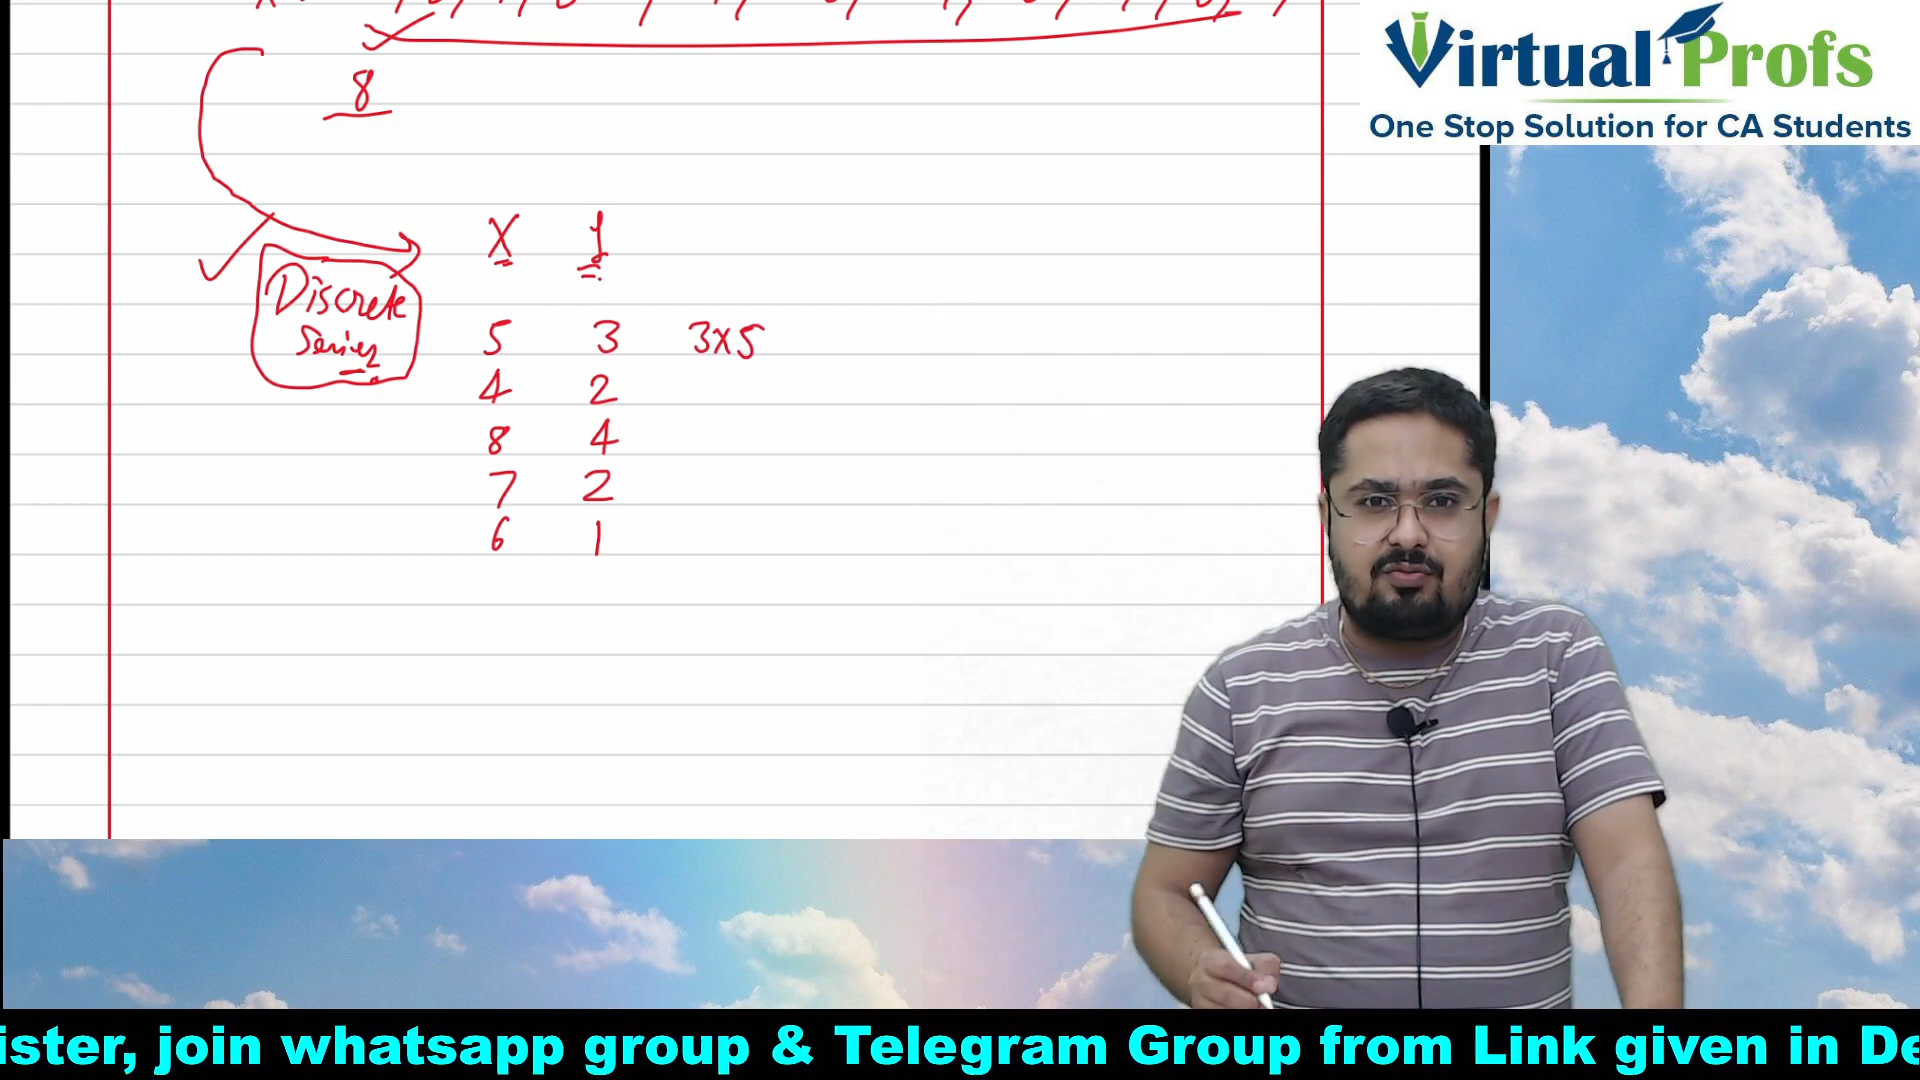 8
X f
Discrete
Series
5 3 3x5
4 2
8 4
7 2
6 1
Virtual Profs
One Stop Solution for CA Students
ister, join whatsapp group & Telegram Group from Link given in De